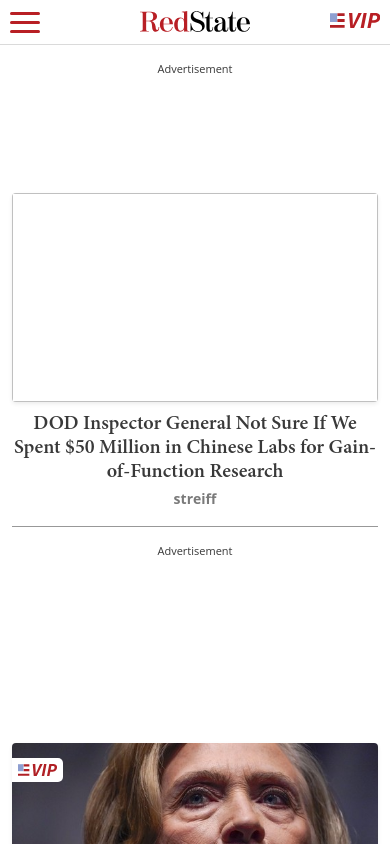 RedState
VIP
Advertisement
DOD Inspector General Not Sure If We
Spent $50 Million in Chinese Labs for Gain-
of-Function Research
streiff
Advertisement
VIP